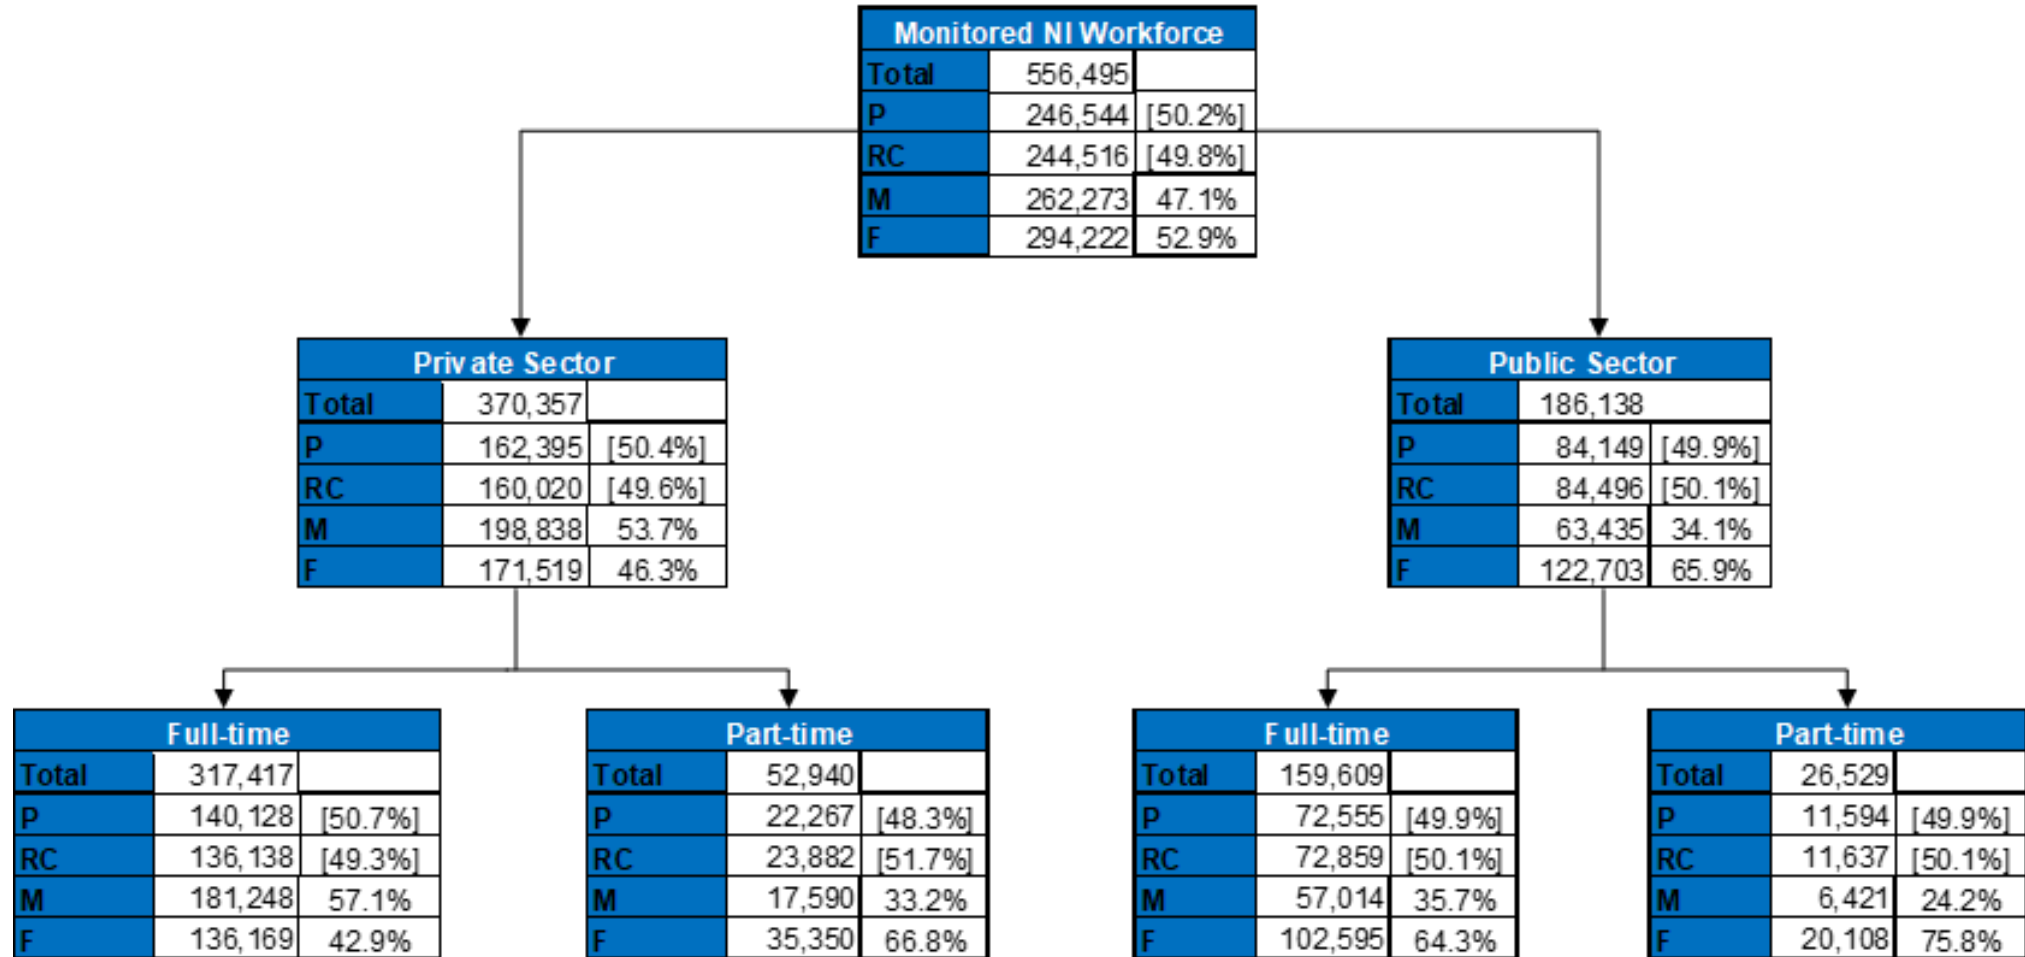 Monitored NI Workforce
Total 556,495
P 246,544 [50.2%]
RC 244,516 [49.8%]
M 262,273 47.1%
F 294,222 52.9%
Private Sector
Total 370,357
P 162,395 [50.4%]
RC 160,020 [49.6%]
M 198,838 53.7%
F 171,519 46.3%
Public Sector
Total 186,138
P 84,149 [49.9%]
RC 84,496 [50.1%]
M 63,435 34.1%
F 122,703 65.9%
Full-time
Total 317,417
P 140,128 [50.7%]
RC 136,138 [49.3%]
M 181,248 57.1%
F 136,169 42.9%
Part-time
Total 52,940
P 22,267 [48.3%]
RC 23,882 [51.7%]
M 17,590 33.2%
F 35,350 66.8%
Full-time
Total 159,609
P 72,555 [49.9%]
RC 72,859 [50.1%]
M 57,014 35.7%
F 102,595 64.3%
Part-time
Total 26,529
P 11,594 [49.9%]
RC 11,637 [50.1%]
M 6,421 24.2%
F 20,108 75.8%